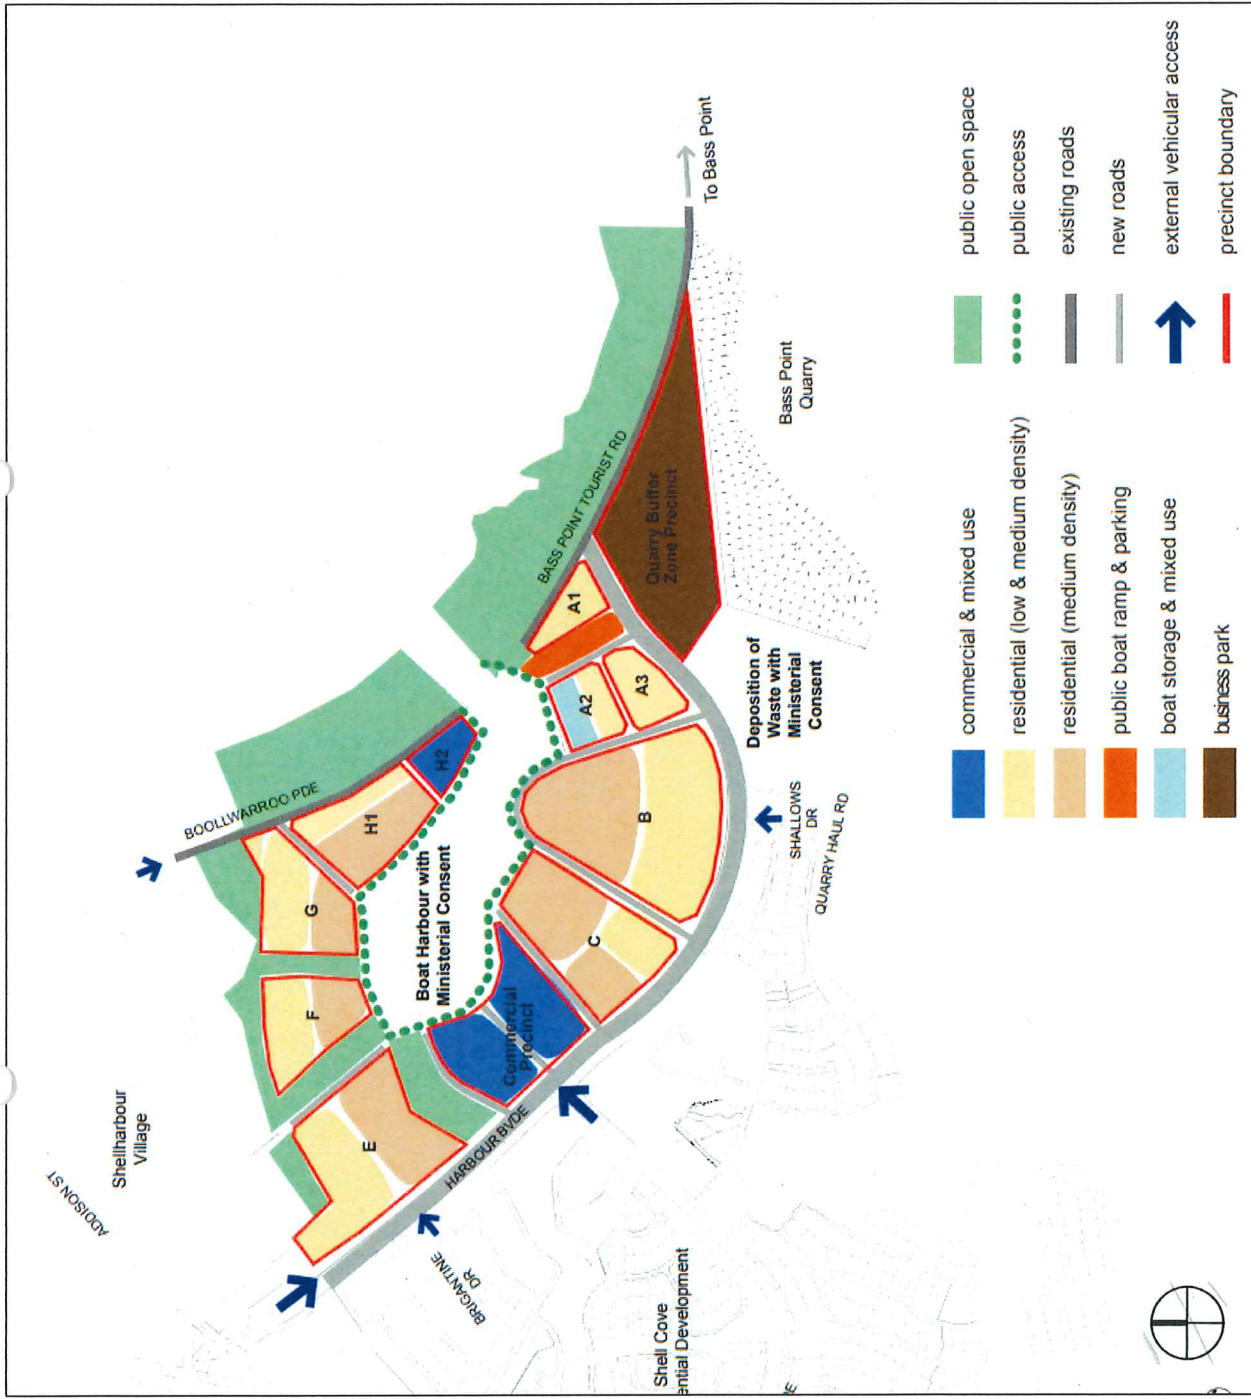 ADDISON ST
Shellharbour
Village
BOOLLWARROO PDE
H1
H2
G
F
E
Boat Harbour with
Ministerial Consent
Commercial
Precinct
C
B
A2
A3
A1
BASS POINT TOURIST RD
To Bass Point
Quarry Buffer
Zone Precinct
Bass Point
Quarry
Deposition of
Waste with
Ministerial
Consent
SHALLOWS
DR
QUARRY HAUL RD
HARBOUR BVDE
BRIGANTINE
DR
Shell Cove
ential Development
commercial & mixed use
residential (low & medium density)
residential (medium density)
public boat ramp & parking
boat storage & mixed use
business park
public open space
public access
existing roads
new roads
external vehicular access
precinct boundary